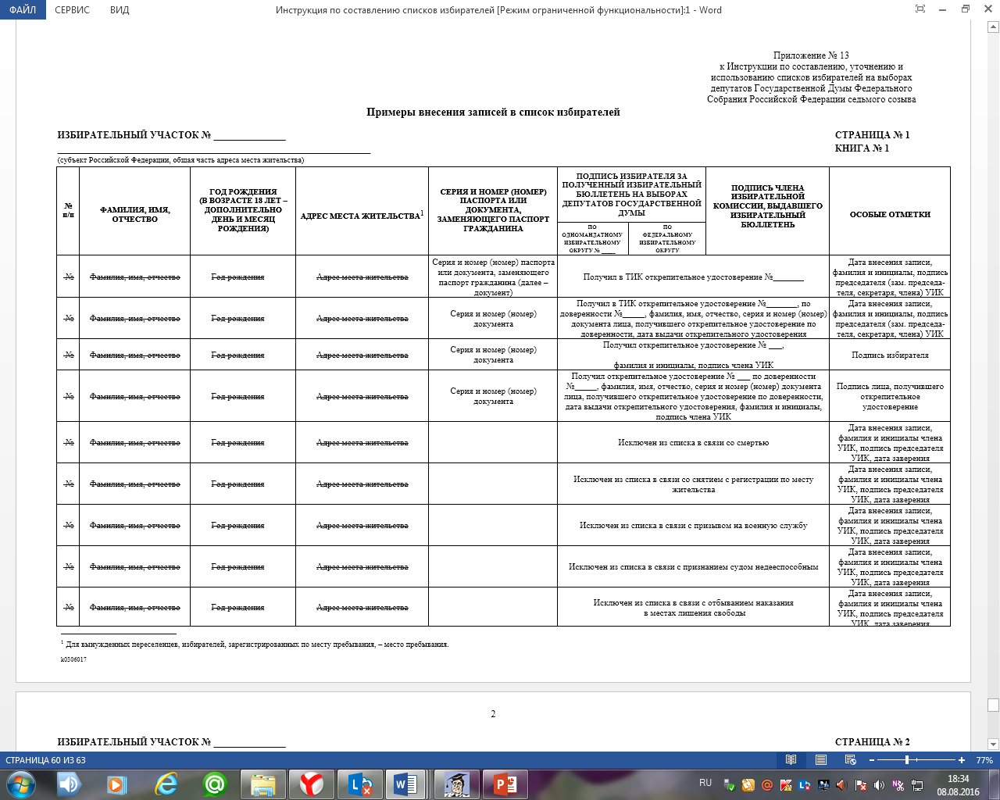 ФАЙЛ СЕРВИС ВИД Инструкция по составлению списков избирателей [Режим ограниченной функциональности]:1 - Word
Приложение № 13
к Инструкции по составлению, уточнению и
использованию списков избирателей на выборах
депутатов Государственной Думы Федерального
Собрания Российской Федерации седьмого созыва
Примеры внесения записей в список избирателей
ИЗБИРАТЕЛЬНЫЙ УЧАСТОК № _______________ СТРАНИЦА № 1
КНИГА № 1
(субъект Российской Федерации, общая часть адреса места жительства)
№
п/п
ФАМИЛИЯ, ИМЯ,
ОТЧЕСТВО
ГОД РОЖДЕНИЯ
(В ВОЗРАСТЕ 18 ЛЕТ –
ДОПОЛНИТЕЛЬНО
ДЕНЬ И МЕСЯЦ
РОЖДЕНИЯ)
АДРЕС МЕСТА ЖИТЕЛЬСТВА1
СЕРИЯ И НОМЕР (НОМЕР)
ПАСПОРТА ИЛИ
ДОКУМЕНТА,
ЗАМЕНЯЮЩЕГО ПАСПОРТ
ГРАЖДАНИНА
ПОДПИСЬ ИЗБИРАТЕЛЯ ЗА
ПОЛУЧЕННЫЙ ИЗБИРАТЕЛЬНЫЙ
БЮЛЛЕТЕНЬ НА ВЫБОРАХ
ДЕПУТАТОВ ГОСУДАРСТВЕННОЙ
ДУМЫ
ПО
ОДНОМАНДАТНОМУ
ИЗБИРАТЕЛЬНОМУ
ОКРУГУ № ____
ПО
ФЕДЕРАЛЬНОМУ
ИЗБИРАТЕЛЬНОМУ
ОКРУГУ
ПОДПИСЬ ЧЛЕНА
ИЗБИРАТЕЛЬНОЙ
КОМИССИИ, ВЫДАВШЕГО
ИЗБИРАТЕЛЬНЫЙ
БЮЛЛЕТЕНЬ
ОСОБЫЕ ОТМЕТКИ
№
Фамилия, имя, отчество
Год рождения
Адрес места жительства
Серия и номер (номер) паспорта
или документа, заменяющего
паспорт гражданина (далее –
документ)
Получил в ТИК открепительное удостоверение №_______
Дата внесения записи,
фамилия и инициалы, подпись
председателя (зам. председа-
теля, секретаря, члена) УИК
№
Фамилия, имя, отчество
Год рождения
Адрес места жительства
Серия и номер (номер)
документа
Получил в ТИК открепительное удостоверение №_______, по
доверенности №_____, фамилия, имя, отчество, серия и номер (номер)
документа лица, получившего открепительное удостоверение по
доверенности, дата выдачи открепительного удостоверения
Дата внесения записи,
фамилия и инициалы, подпись
председателя (зам. председа-
теля, секретаря, члена) УИК
№
Фамилия, имя, отчество
Год рождения
Адрес места жительства
Серия и номер (номер)
документа
Получил открепительное удостоверение № ___,
фамилия и инициалы, подпись члена УИК
Подпись избирателя
№
Фамилия, имя, отчество
Год рождения
Адрес места жительства
Серия и номер (номер)
документа
Получил открепительное удостоверение № ___ по доверенности
№_____, фамилия, имя, отчество, серия и номер (номер) документа
лица, получившего открепительное удостоверение по доверенности,
дата выдачи открепительного удостоверения, фамилия и инициалы,
подпись члена УИК
Подпись лица, получившего
открепительное
удостоверение
№
Фамилия, имя, отчество
Год рождения
Адрес места жительства
Исключен из списка в связи со смертью
Дата внесения записи,
фамилия и инициалы члена
УИК, подпись председателя
УИК, дата заверения
№
Фамилия, имя, отчество
Год рождения
Адрес места жительства
Исключен из списка в связи со снятием с регистрации по месту
жительства
Дата внесения записи,
фамилия и инициалы члена
УИК, подпись председателя
УИК, дата заверения
№
Фамилия, имя, отчество
Год рождения
Адрес места жительства
Исключен из списка в связи с призывом на военную службу
Дата внесения записи,
фамилия и инициалы члена
УИК, подпись председателя
УИК, дата заверения
№
Фамилия, имя, отчество
Год рождения
Адрес места жительства
Исключен из списка в связи с признанием судом недееспособным
Дата внесения записи,
фамилия и инициалы члена
УИК, подпись председателя
УИК, дата заверения
№
Фамилия, имя, отчество
Год рождения
Адрес места жительства
Исключен из списка в связи с отбыванием наказания
в местах лишения свободы
Дата внесения записи,
фамилия и инициалы члена
УИК, подпись председателя
УИК, дата заверения
1 Для вынужденных переселенцев, избирателей, зарегистрированных по месту пребывания, – место пребывания.
k0306017
2
ИЗБИРАТЕЛЬНЫЙ УЧАСТОК № _______________ СТРАНИЦА № 2
СТРАНИЦА 60 ИЗ 63 77%
RU 18:34
08.08.2016